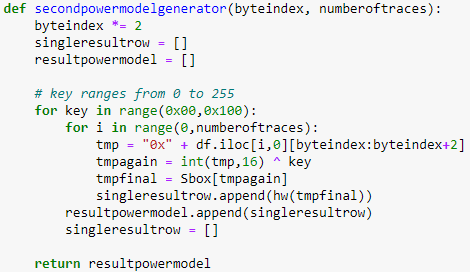 def secondpowermodelgenerator(byteindex, numberoftraces):
    byteindex *= 2
    singleresultrow = []
    resultpowermodel = []

    # key ranges from 0 to 255
    for key in range(0x00,0x100):
        for i in range(0,numberoftraces):
            tmp = "0x" + df.iloc[i,0][byteindex:byteindex+2]
            tmpagain = int(tmp,16) ^ key
            tmpfinal = Sbox[tmpagain]
            singleresultrow.append(hw(tmpfinal))
        resultpowermodel.append(singleresultrow)
        singleresultrow = []

    return resultpowermodel